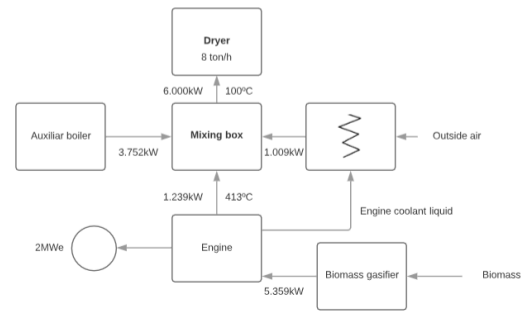 Dryer
8 ton/h
6.000kW 100ºC
Auxiliar boiler
3.752kW
Mixing box
1.009kW
Outside air
1.239kW 413ºC
Engine coolant liquid
2MWe
Engine
5.359kW
Biomass gasifier
Biomass